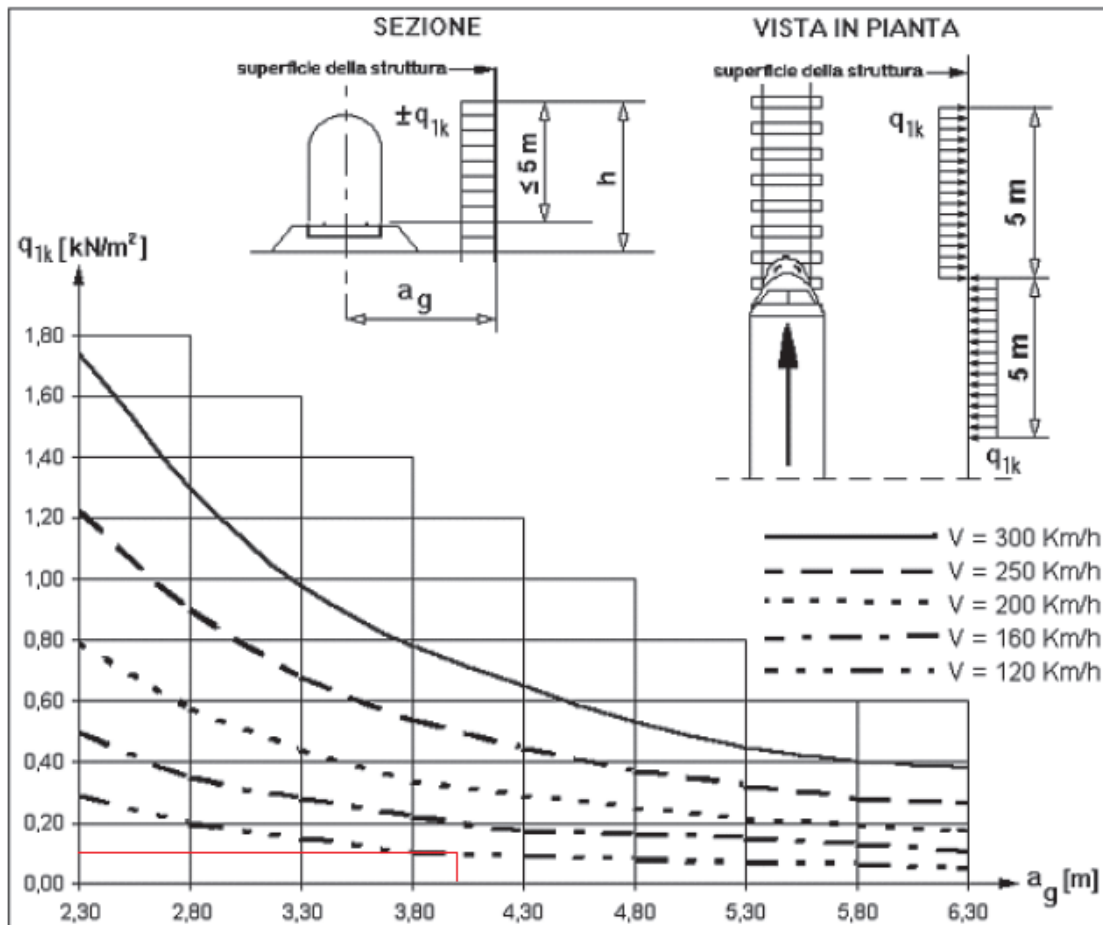 SEZIONE
VISTA IN PIANTA
superficie della struttura
superficie della struttura
±q1k
≤ 5 m
h
a g
q1k
5 m
5 m
q1k
q1k [kN/m²]
1,80
1,60
1,40
1,20
1,00
0,80
0,60
0,40
0,20
0,00
V = 300 Km/h
V = 250 Km/h
V = 200 Km/h
V = 160 Km/h
V = 120 Km/h
2,30 2,80 3,30 3,80 4,30 4,80 5,30 5,80 6,30
a g [m]